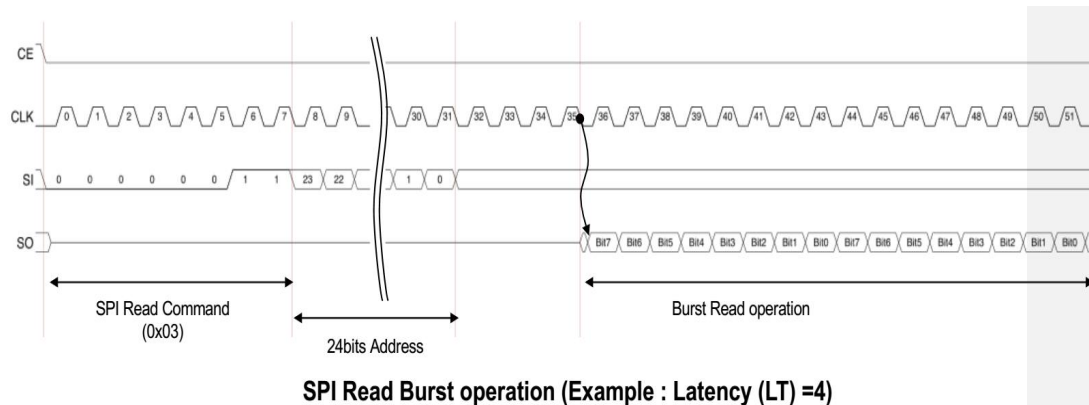 CE
CLK 0 1 2 3 4 5 6 7 8 9 30 31 32 33 34 35 36 37 38 39 40 41 42 43 44 45 46 47 48 49 50 51
SI 0 0 0 0 0 0 1 1 23 22 1 0
SO Bit7 Bit6 Bit5 Bit4 Bit3 Bit2 Bit1 Bit0 Bit7 Bit6 Bit5 Bit4 Bit3 Bit2 Bit1 Bit0
SPI Read Command
(0x03)
24bits Address
Burst Read operation
SPI Read Burst operation (Example : Latency (LT) =4)